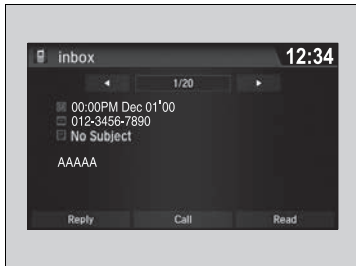 inbox 12:34
1/20
00:00PM Dec 01'00
012-3456-7890
No Subject
AAAAA
Reply Call Read